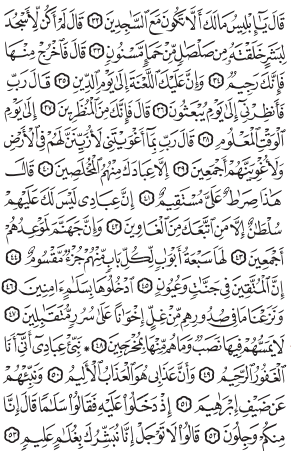 قَالَ يَٰٓإِبْلِيسُ مَا لَكَ أَلَّا تَكُونَ مَعَ ٱلسَّٰجِدِينَ ٣٢ قَالَ لَمْ أَكُن لِّأَسْجُدَ
لِبَشَرٍ خَلَقْتَهُۥ مِن صَلْصَٰلٍ مِّنْ حَمَإٍ مَّسْنُونٍ ٣٣ قَالَ فَٱخْرُجْ مِنْهَا
فَإِنَّكَ رَجِيمٌ ٣٤ وَإِنَّ عَلَيْكَ ٱللَّعْنَةَ إِلَىٰ يَوْمِ ٱلدِّينِ ٣٥ قَالَ رَبِّ
فَأَنظِرْنِىٓ إِلَىٰ يَوْمِ يُبْعَثُونَ ٣٦ قَالَ فَإِنَّكَ مِنَ ٱلْمُنظَرِينَ ٣٧ إِلَىٰ يَوْمِ
ٱلْوَقْتِ ٱلْمَعْلُومِ ٣٨ قَالَ رَبِّ بِمَآ أَغْوَيْتَنِى لَأُزَيِّنَنَّ لَهُمْ فِى ٱلْأَرْضِ
وَلَأُغْوِيَنَّهُمْ أَجْمَعِينَ ٣٩ إِلَّا عِبَادَكَ مِنْهُمُ ٱلْمُخْلَصِينَ ٤٠ قَالَ
هَٰذَا صِرَٰطٌ عَلَىَّ مُسْتَقِيمٌ ٤١ إِنَّ عِبَادِى لَيْسَ لَكَ عَلَيْهِمْ
سُلْطَٰنٌ إِلَّا مَنِ ٱتَّبَعَكَ مِنَ ٱلْغَاوِينَ ٤٢ وَإِنَّ جَهَنَّمَ لَمَوْعِدُهُمْ
أَجْمَعِينَ ٤٣ لَهَا سَبْعَةُ أَبْوَٰبٍ لِّكُلِّ بَابٍ مِّنْهُمْ جُزْءٌ مَّقْسُومٌ ٤٤
إِنَّ ٱلْمُتَّقِينَ فِى جَنَّٰتٍ وَعُيُونٍ ٤٥ ٱدْخُلُوهَا بِسَلَٰمٍ ءَامِنِينَ ٤٦
وَنَزَعْنَا مَا فِى صُدُورِهِم مِّنْ غِلٍّ إِخْوَٰنًا عَلَىٰ سُرُرٍ مُّتَقَٰبِلِينَ ٤٧
لَا يَمَسُّهُمْ فِيهَا نَصَبٌ وَمَا هُم مِّنْهَا بِمُخْرَجِينَ ٤٨ ۞ نَبِّئْ عِبَادِىٓ أَنِّىٓ أَنَا
ٱلْغَفُورُ ٱلرَّحِيمُ ٤٩ وَأَنَّ عَذَابِى هُوَ ٱلْعَذَابُ ٱلْأَلِيمُ ٥٠ وَنَبِّئْهُمْ
عَن ضَيْفِ إِبْرَٰهِيمَ ٥١ إِذْ دَخَلُوا۟ عَلَيْهِ فَقَالُوا۟ سَلَٰمًا قَالَ إِنَّا
مِنكُمْ وَجِلُونَ ٥٢ قَالُوا۟ لَا تَوْجَلْ إِنَّا نُبَشِّرُكَ بِغُلَٰمٍ عَلِيمٍ ٥٣